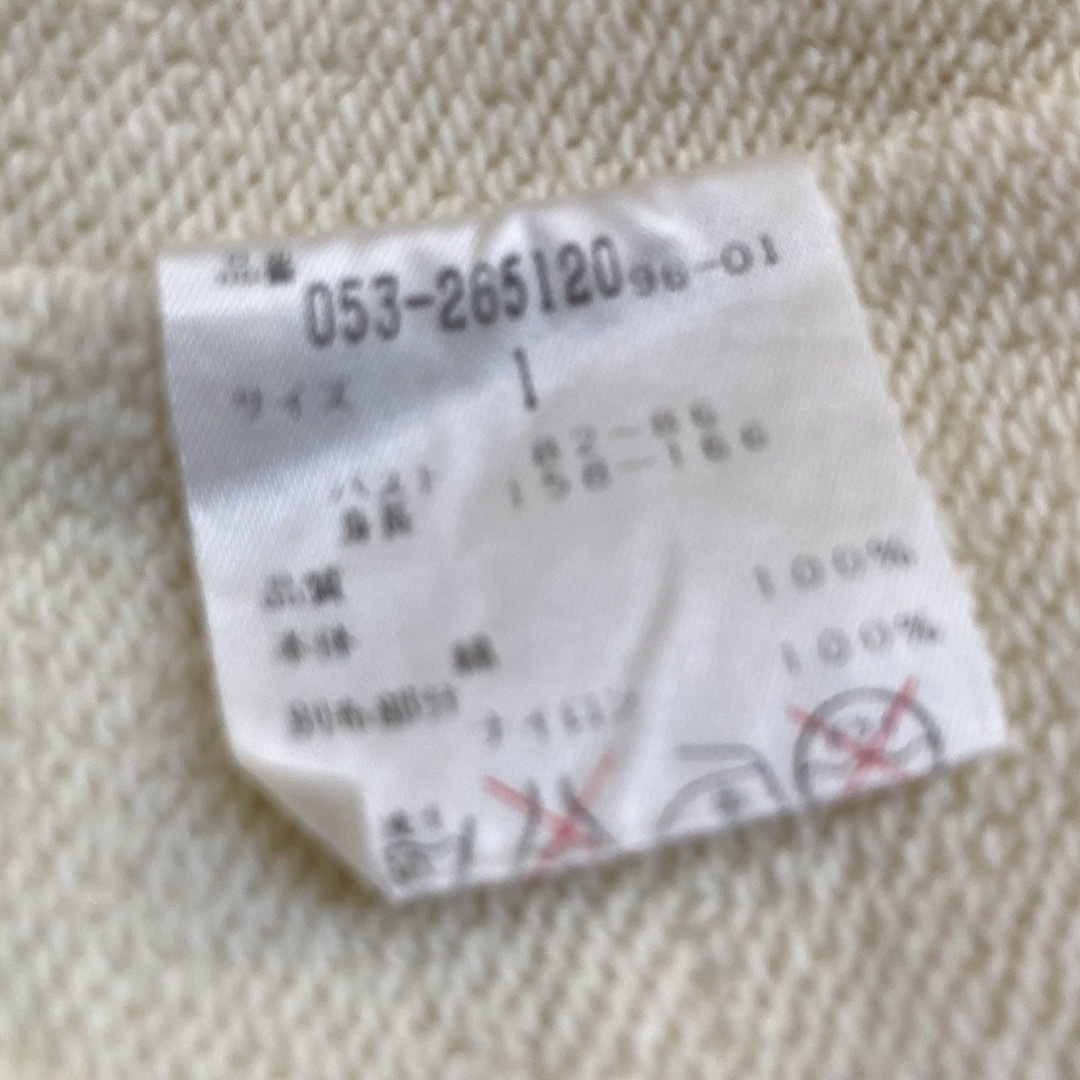 品番 053-265120 96-01
サイズ 1
バスト 82-86
身長 158-166
品質
本体 綿 100%
別布部分 ナイロン 100%
中